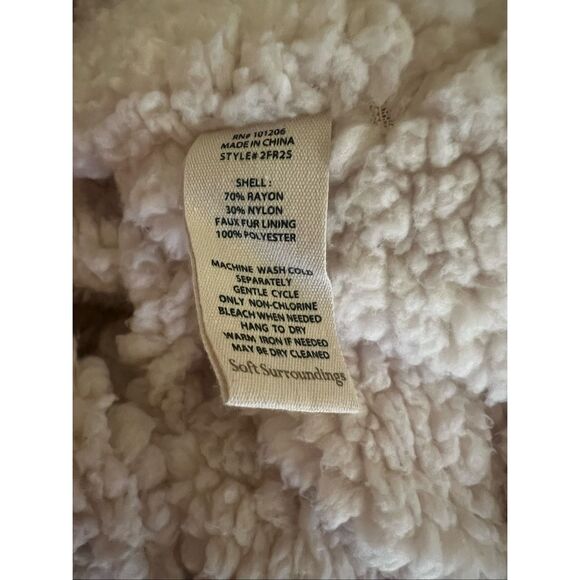 RN# 101206
MADE IN CHINA
STYLE# 2FR25
SHELL:
70% RAYON
30% NYLON
FAUX FUR LINING
100% POLYESTER
MACHINE WASH COLD
SEPARATELY
GENTLE CYCLE
ONLY NON-CHLORINE
BLEACH WHEN NEEDED
HANG TO DRY
WARM IRON IF NEEDED
MAY BE DRY CLEANED
Soft Surroundings